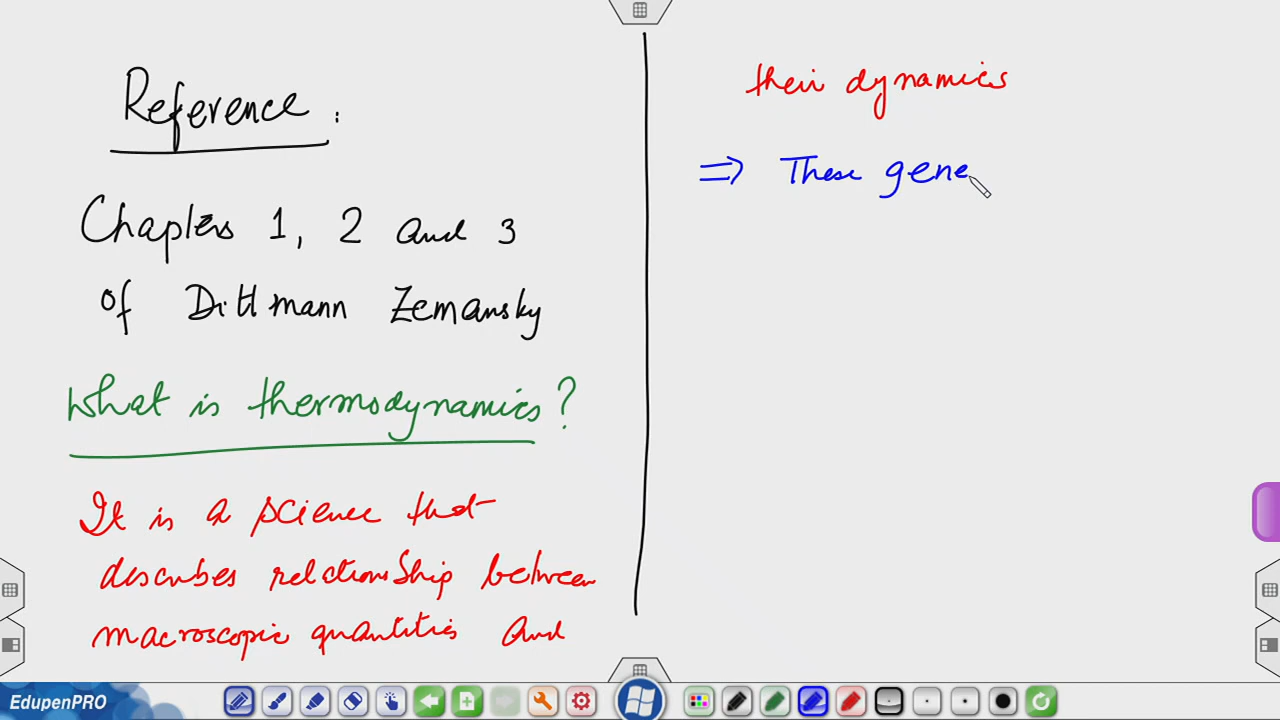 Reference :
Chapters 1, 2 and 3
of Dittmann Zemansky
What is thermodynamics ?
It is a science that
describes relationship between
macroscopic quantities and
their dynamics
⇒ These gene
EdupenPRO